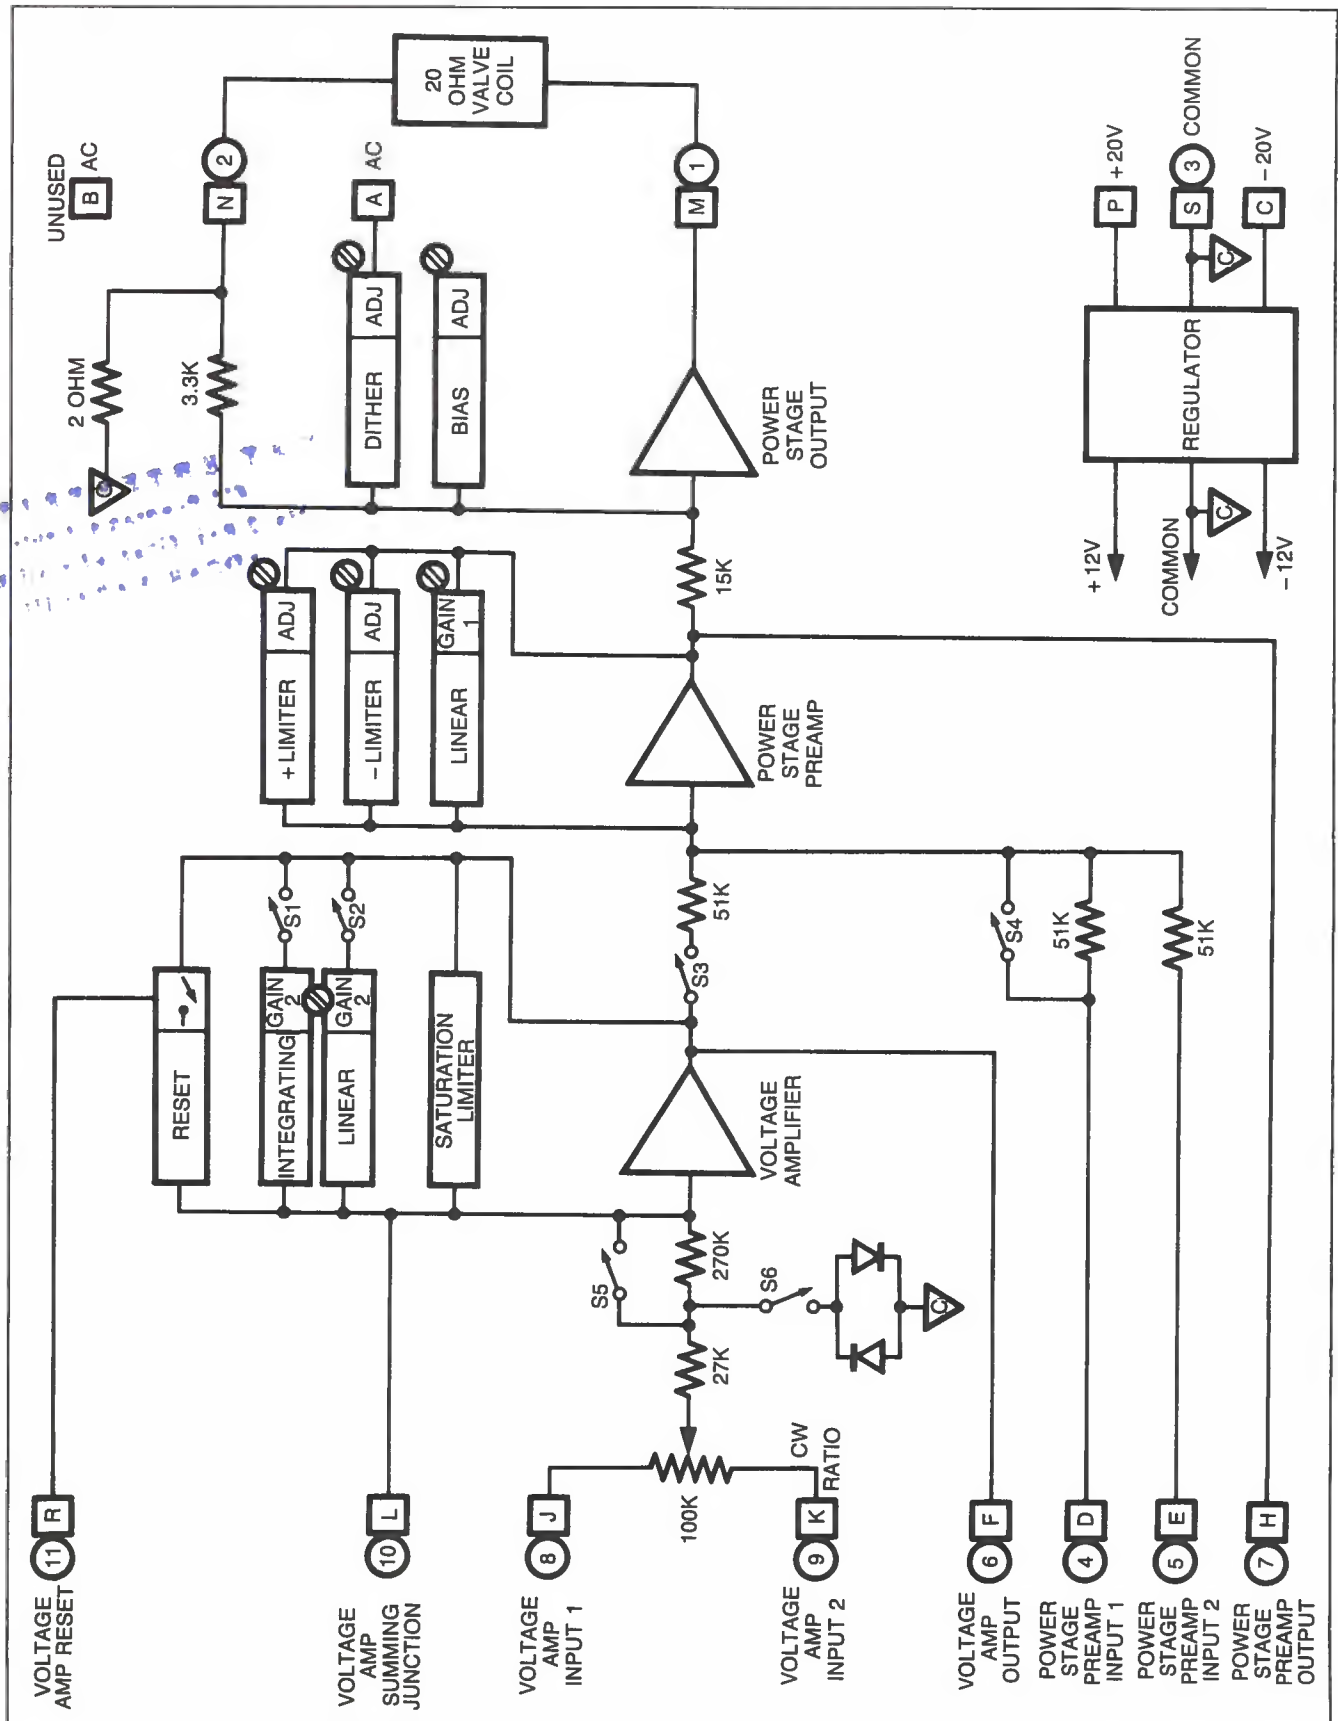 VOLTAGE
AMP RESET
11
R
VOLTAGE
AMP
SUMMING
JUNCTION
10
L
VOLTAGE
AMP
INPUT 1
8
J
100K
VOLTAGE
AMP
INPUT 2
9
K
CW
RATIO
VOLTAGE
AMP
OUTPUT
6
F
POWER
STAGE
PREAMP
INPUT 1
4
D
POWER
STAGE
PREAMP
INPUT 2
5
E
POWER
STAGE
PREAMP
OUTPUT
7
H
RESET
INTEGRATING
GAIN
2
S1
LINEAR
GAIN
2
S2
SATURATION
LIMITER
S5
27K
270K
S6
C
VOLTAGE
AMPLIFIER
S3
51K
S4
51K
51K
+ LIMITER
ADJ
- LIMITER
ADJ
LINEAR
GAIN
1
POWER
STAGE
PREAMP
15K
2 OHM
C
3.3K
DITHER
ADJ
A
AC
BIAS
ADJ
POWER
STAGE
OUTPUT
UNUSED
B
AC
N
2
20
OHM
VALVE
COIL
M
1
+12V
COMMON
-12V
C
REGULATOR
C
P
+20V
S
3
COMMON
C
-20V